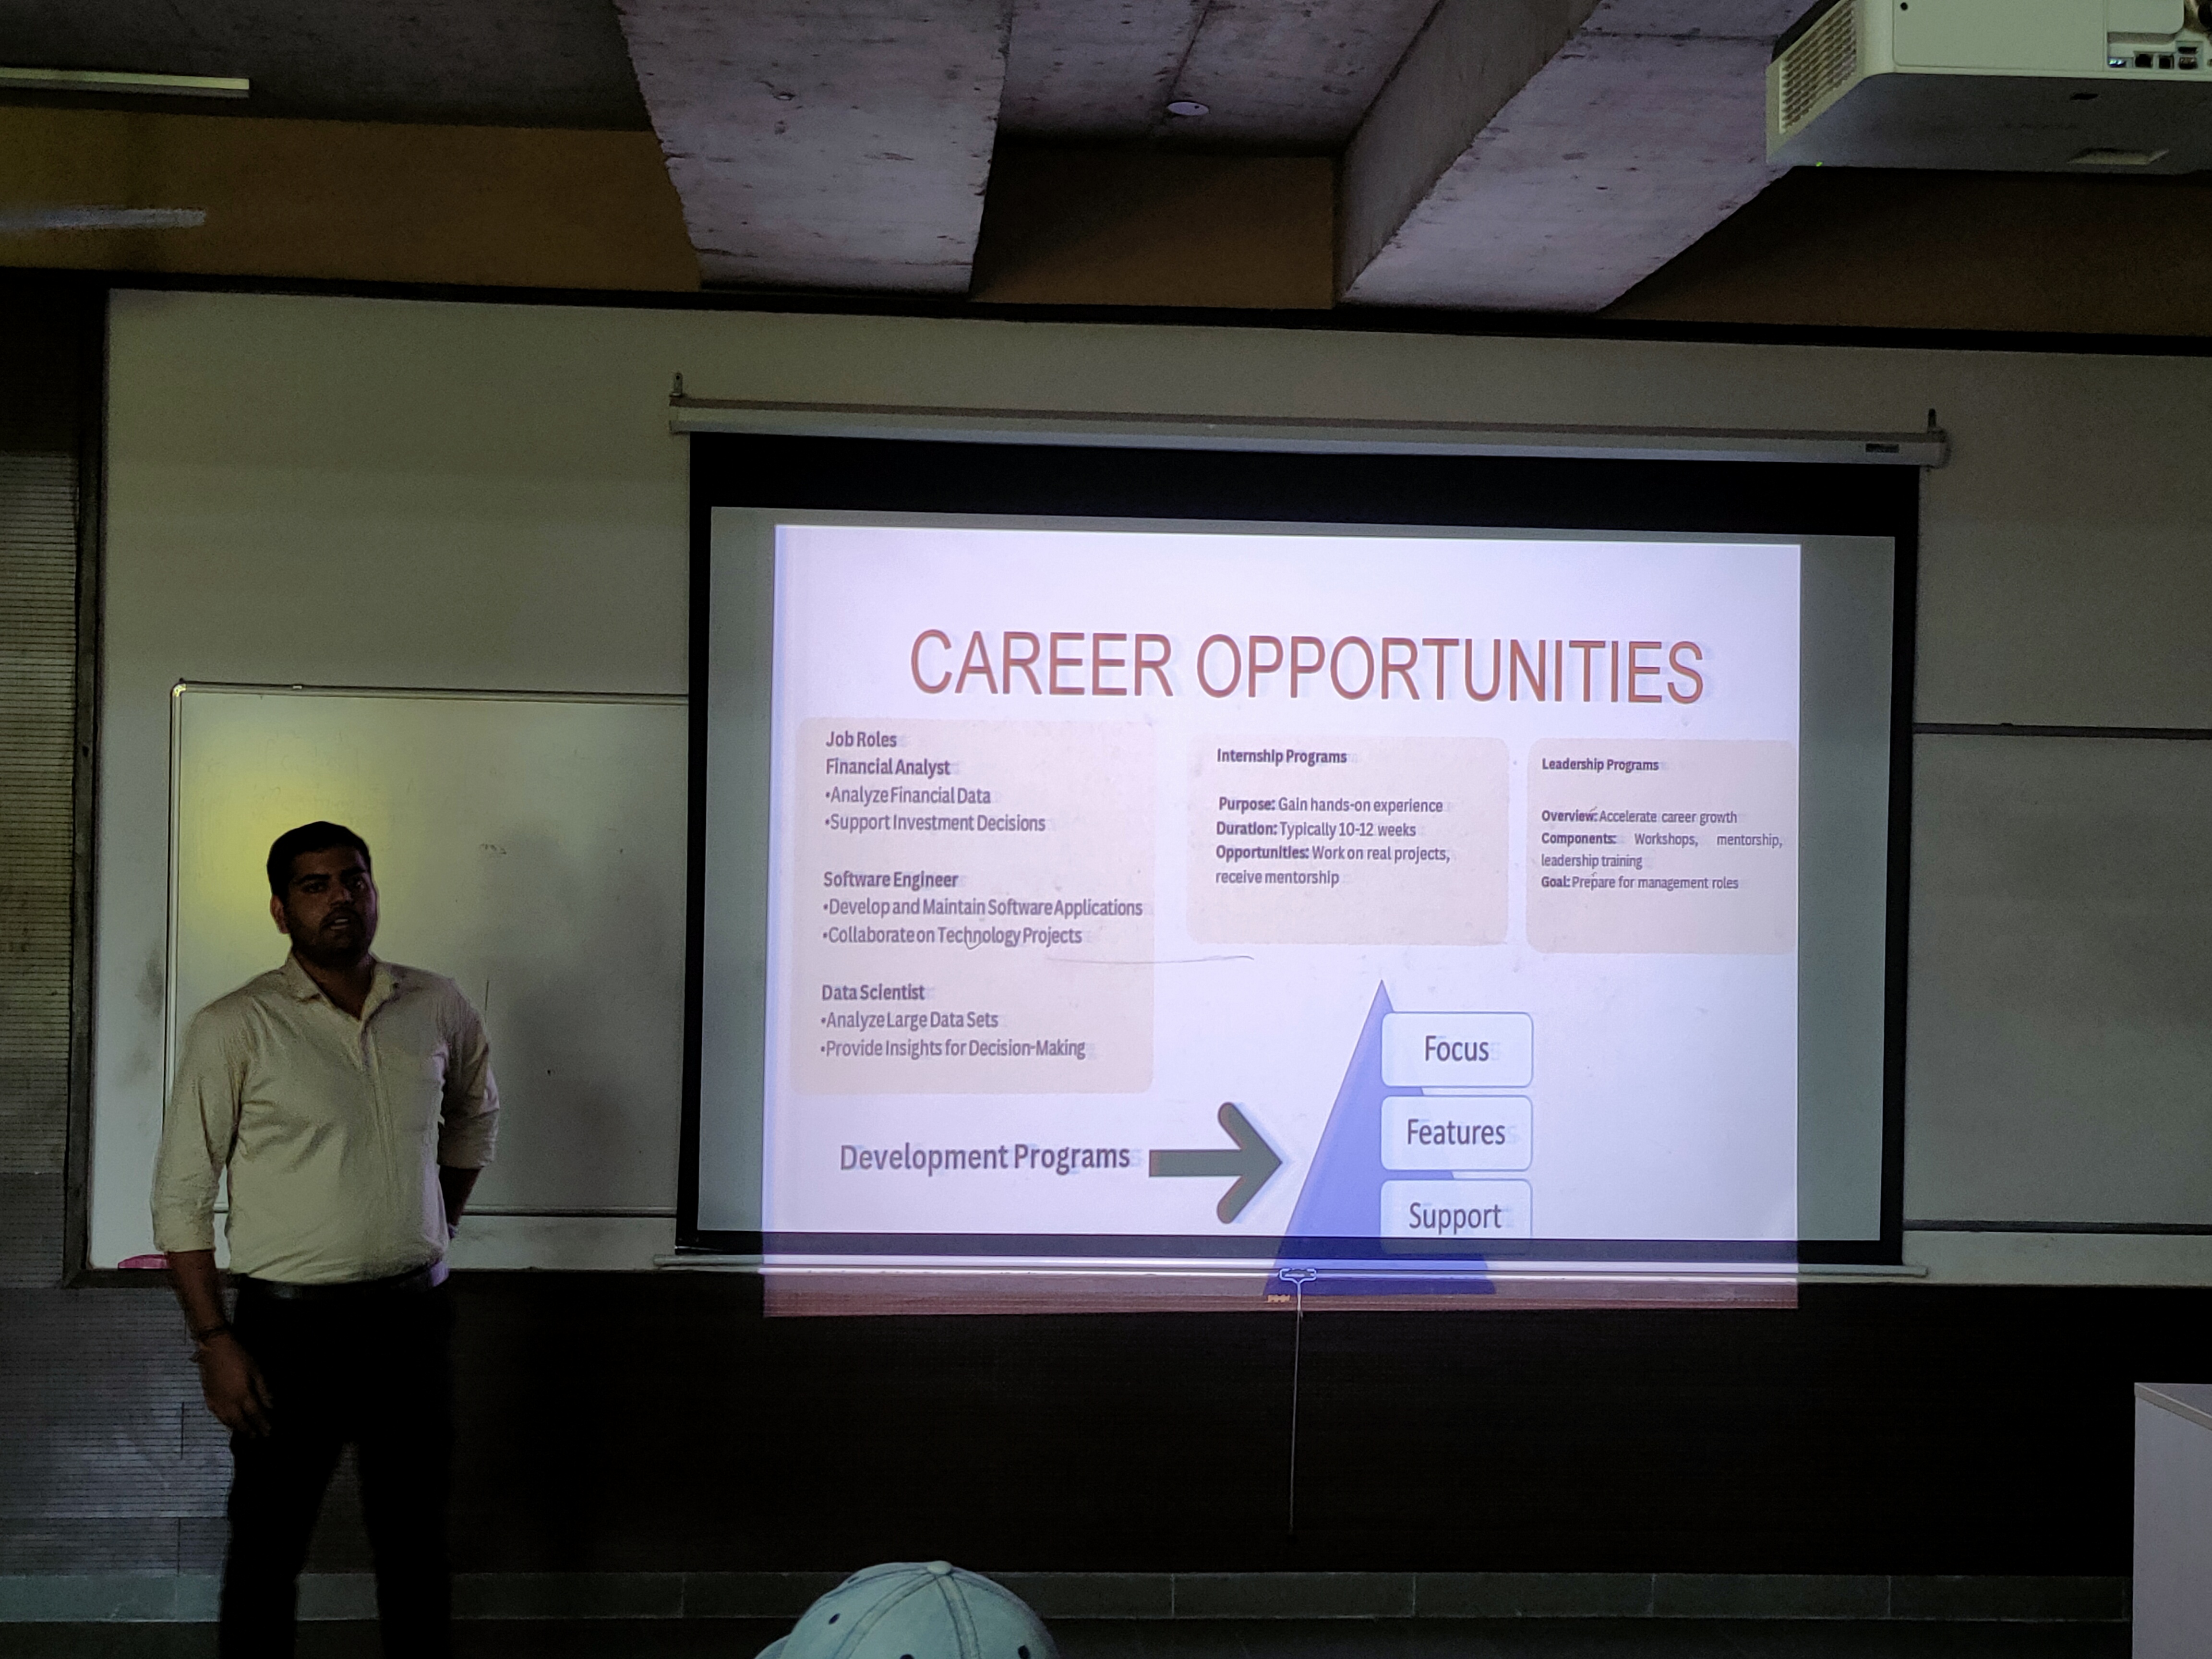 CAREER OPPORTUNITIES
Job Roles
Financial Analyst
•Analyze Financial Data
•Support Investment Decisions
Software Engineer
•Develop and Maintain Software Applications
•Collaborate on Technology Projects
Data Scientist
•Analyze Large Data Sets
•Provide Insights for Decision-Making
Internship Programs
Purpose: Gain hands-on experience
Duration: Typically 10-12 weeks
Opportunities: Work on real projects,
receive mentorship
Leadership Programs
Overview: Accelerate career growth
Components: Workshops, mentorship,
leadership training
Goal: Prepare for management roles
Development Programs
Focus
Features
Support